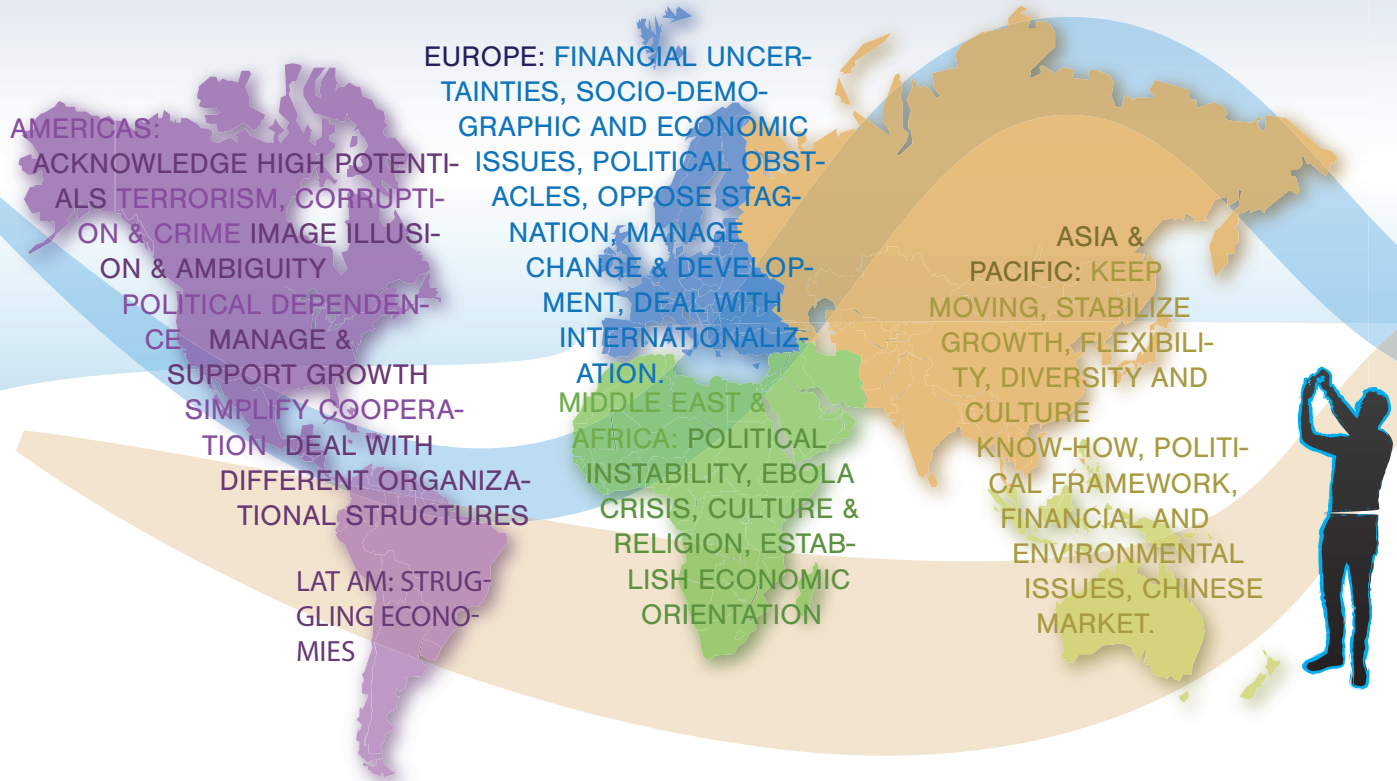 AMERICAS:
ACKNOWLEDGE HIGH POTENTI-
ALS TERRORISM, CORRUPTI-
ON & CRIME IMAGE ILLUSI-
ON & AMBIGUITY
POLITICAL DEPENDEN-
CE MANAGE &
SUPPORT GROWTH
SIMPLIFY COOPERA-
TION DEAL WITH
DIFFERENT ORGANIZA-
TIONAL STRUCTURES
LAT AM: STRUG-
GLING ECONO-
MIES
EUROPE: FINANCIAL UNCER-
TAINTIES, SOCIO-DEMO-
GRAPHIC AND ECONOMIC
ISSUES, POLITICAL OBST-
ACLES, OPPOSE STAG-
NATION, MANAGE
CHANGE & DEVELOP-
MENT, DEAL WITH
INTERNATIONALIZ-
ATION.
MIDDLE EAST &
AFRICA: POLITICAL
INSTABILITY, EBOLA
CRISIS, CULTURE &
RELIGION, ESTAB-
LISH ECONOMIC
ORIENTATION
ASIA &
PACIFIC: KEEP
MOVING, STABILIZE
GROWTH, FLEXIBILI-
TY, DIVERSITY AND
CULTURE
KNOW-HOW, POLITI-
CAL FRAMEWORK,
FINANCIAL AND
ENVIRONMENTAL
ISSUES, CHINESE
MARKET.